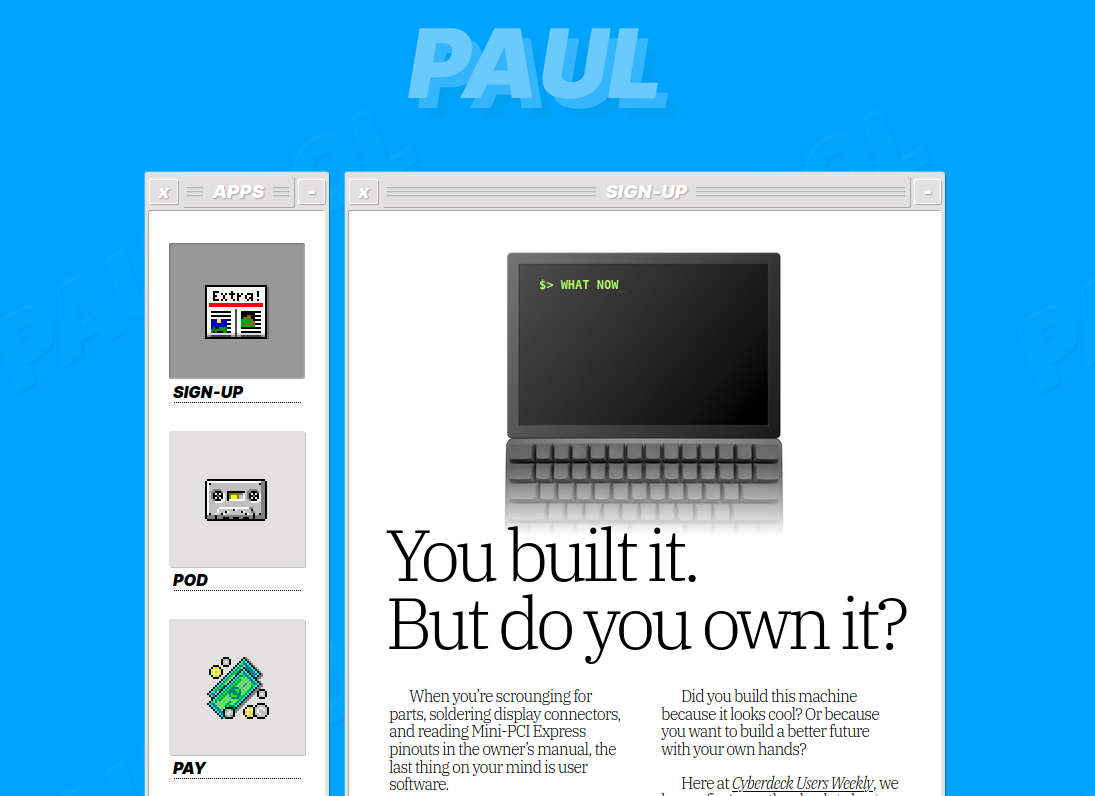 PAUL
x APPS -
x SIGN-UP -
Extra!
SIGN-UP
POD
PAY
$> WHAT NOW_
You built it.
But do you own it?
When you’re scrounging for
parts, soldering display connectors,
and reading Mini-PCI Express
pinouts in the owner’s manual, the
last thing on your mind is user
software.
Did you build this machine
because it looks cool? Or because
you want to build a better future
with your own hands?
Here at Cyberdeck Users Weekly, we